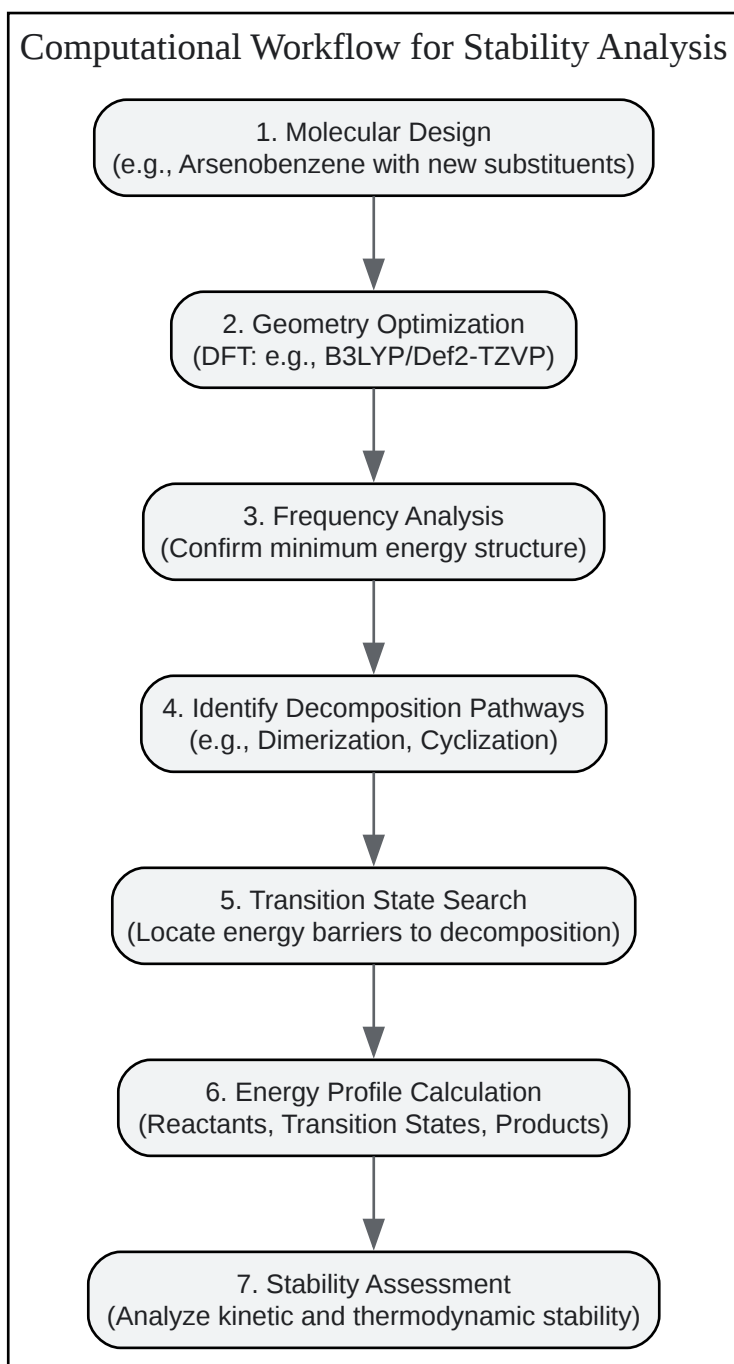 Computational Workflow for Stability Analysis
1. Molecular Design
(e.g., Arsenobenzene with new substituents)
2. Geometry Optimization
(DFT: e.g., B3LYP/Def2-TZVP)
3. Frequency Analysis
(Confirm minimum energy structure)
4. Identify Decomposition Pathways
(e.g., Dimerization, Cyclization)
5. Transition State Search
(Locate energy barriers to decomposition)
6. Energy Profile Calculation
(Reactants, Transition States, Products)
7. Stability Assessment
(Analyze kinetic and thermodynamic stability)